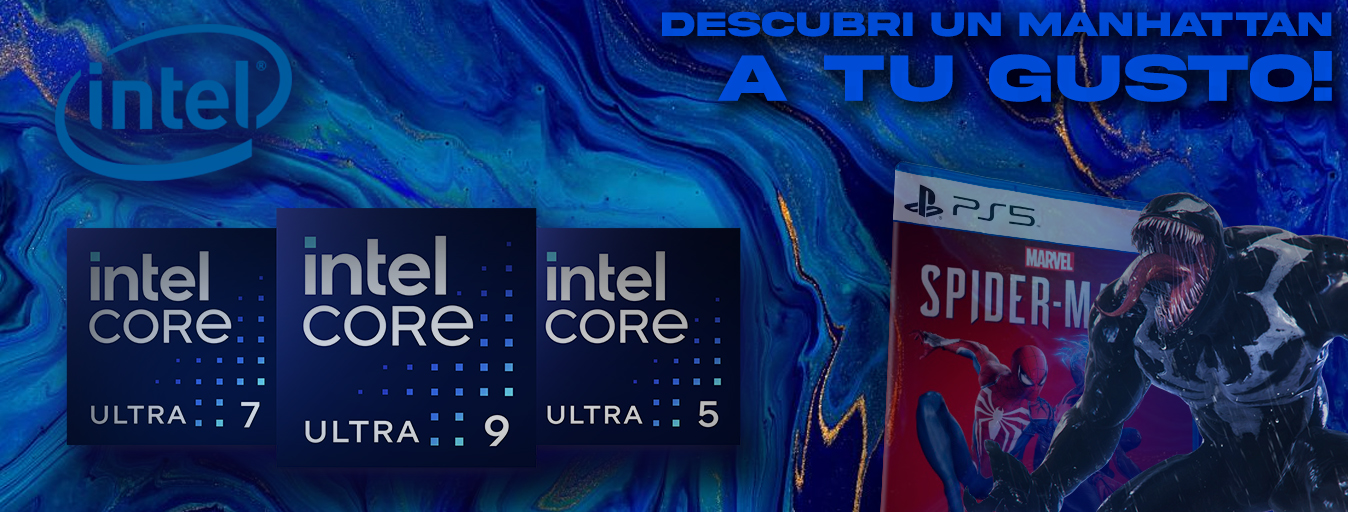 DESCUBRI UN MANHATTAN
A TU GUSTO!
intel®
intel
CORe
ULTRA 7
intel
CORe
ULTRA 9
intel
CORe
ULTRA 5
PS5
MARVEL
SPIDER-MA